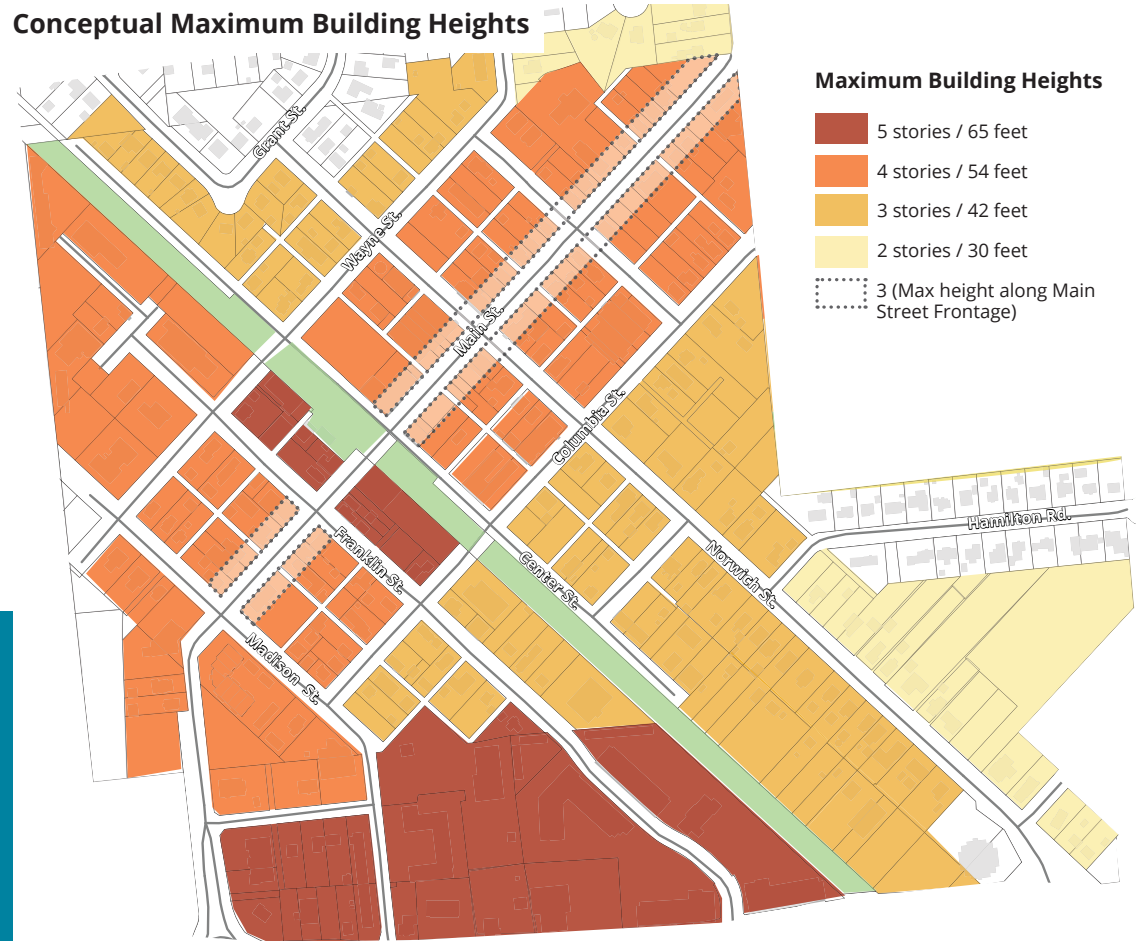 Conceptual Maximum Building Heights
Maximum Building Heights
5 stories / 65 feet
4 stories / 54 feet
3 stories / 42 feet
2 stories / 30 feet
3 (Max height along Main
Street Frontage)
Grant St.
Wayne St.
Main St.
Columbia St.
Hamilton Rd.
Franklin St.
Center St.
Norwich St.
Madison St.